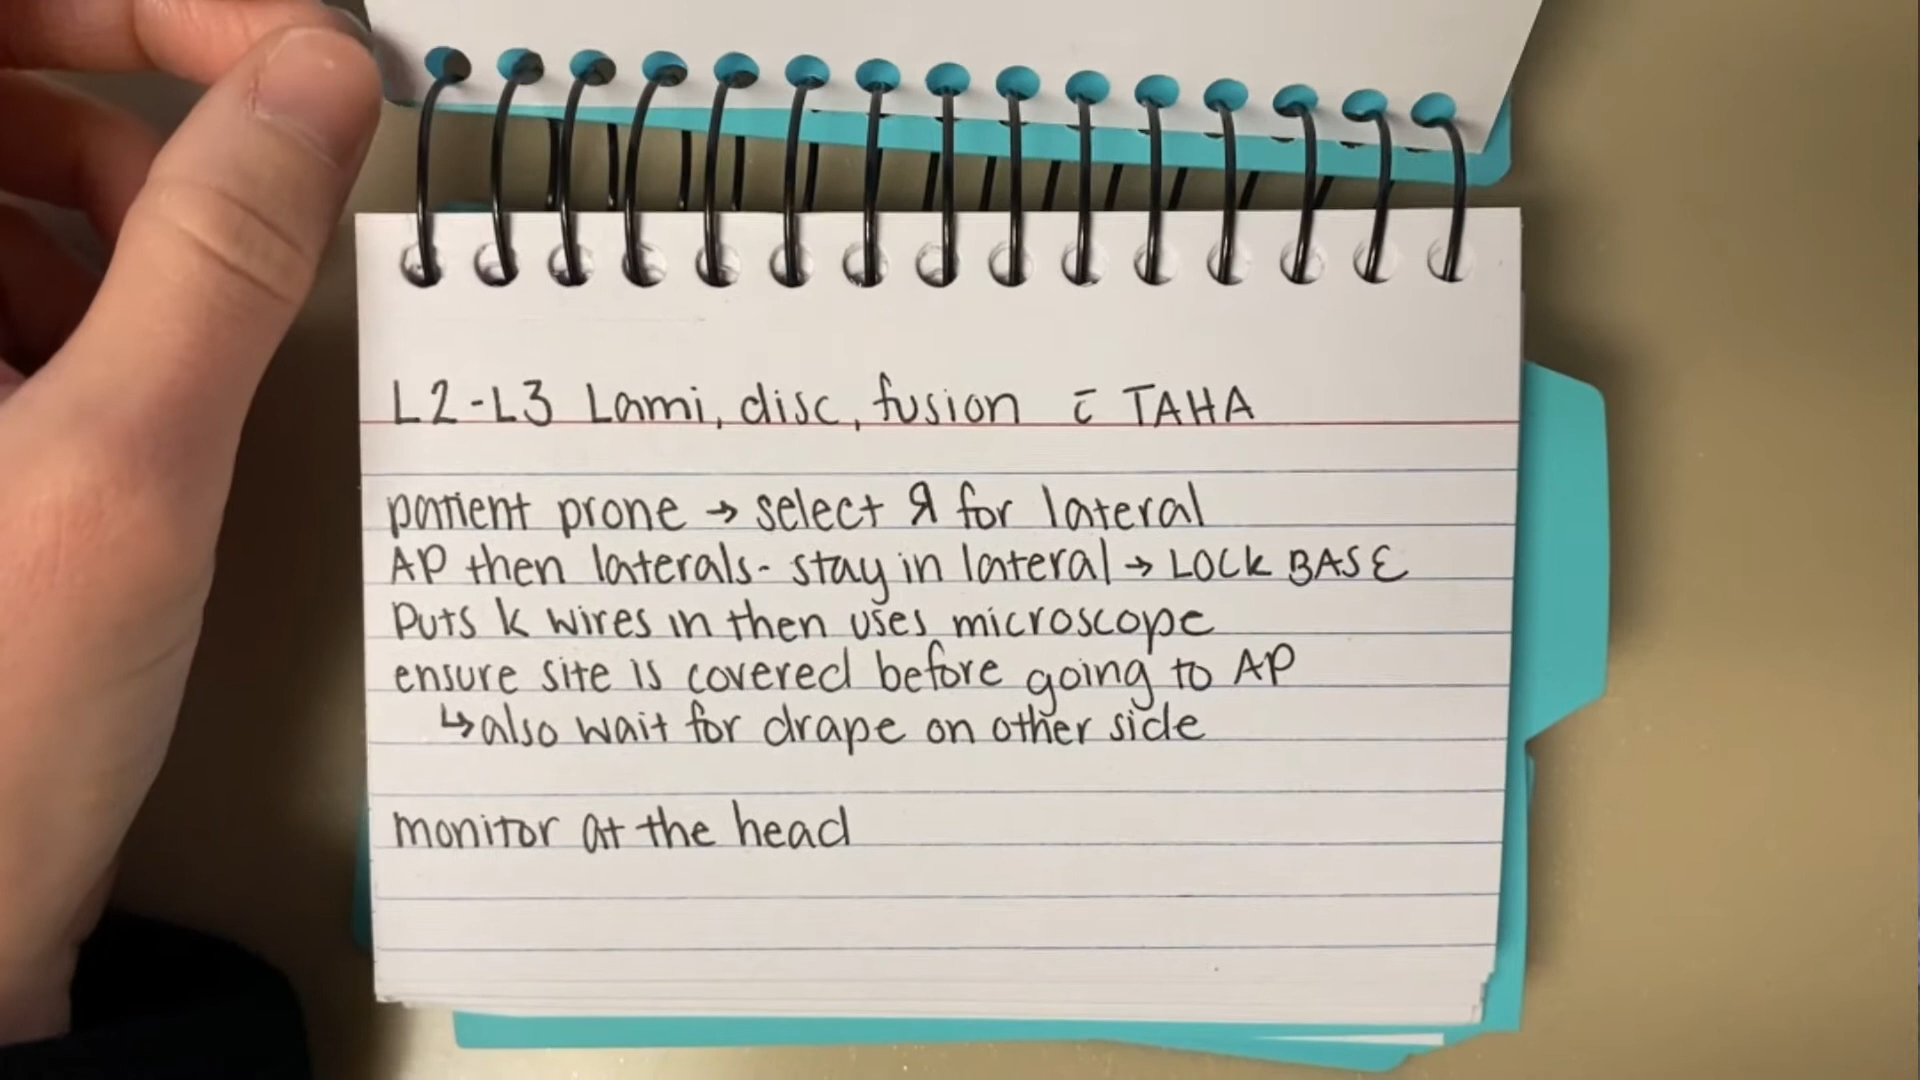 L2-L3 Lami, disc, fusion c̄ TAHA
patient prone → select Я for lateral
AP then laterals - stay in lateral → LOCK BASE
Puts k wires in then uses microscope
ensure site is covered before going to AP
↳ also wait for drape on other side
monitor at the head